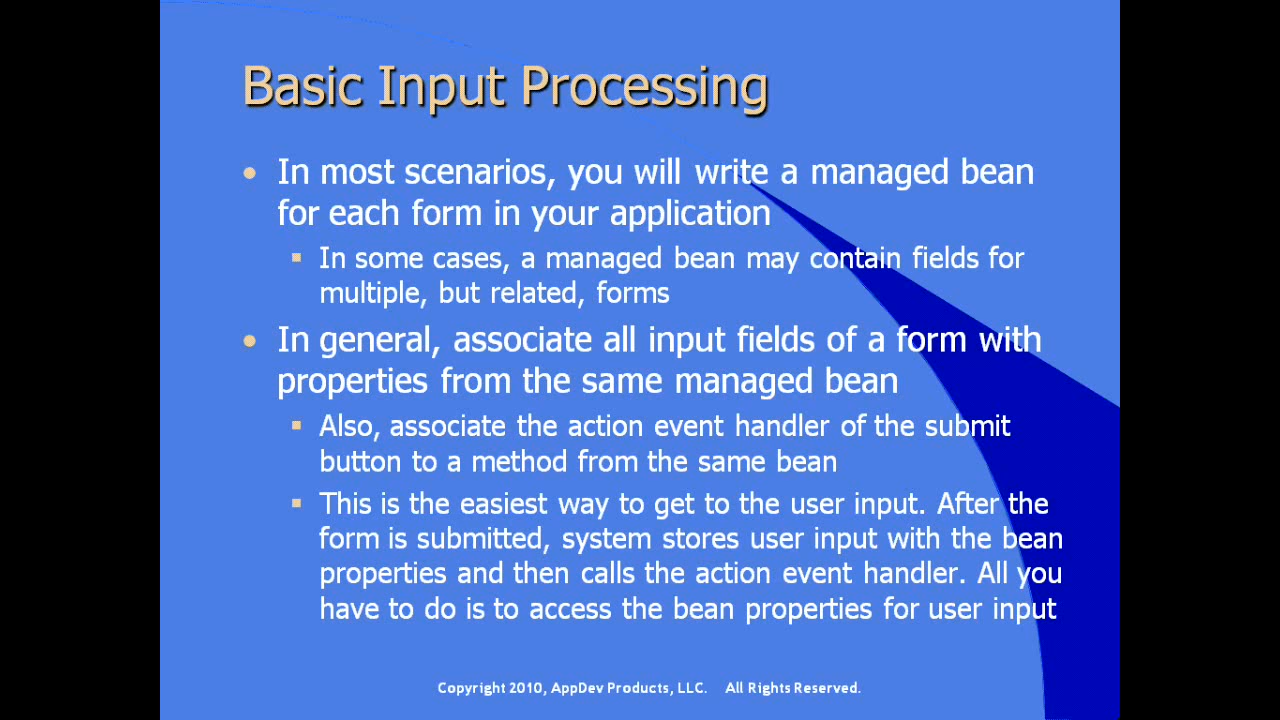 Basic Input Processing
• In most scenarios, you will write a managed bean
for each form in your application
▪ In some cases, a managed bean may contain fields for
multiple, but related, forms
• In general, associate all input fields of a form with
properties from the same managed bean
▪ Also, associate the action event handler of the submit
button to a method from the same bean
▪ This is the easiest way to get to the user input. After the
form is submitted, system stores user input with the bean
properties and then calls the action event handler. All you
have to do is to access the bean properties for user input
Copyright 2010, AppDev Products, LLC. All Rights Reserved.